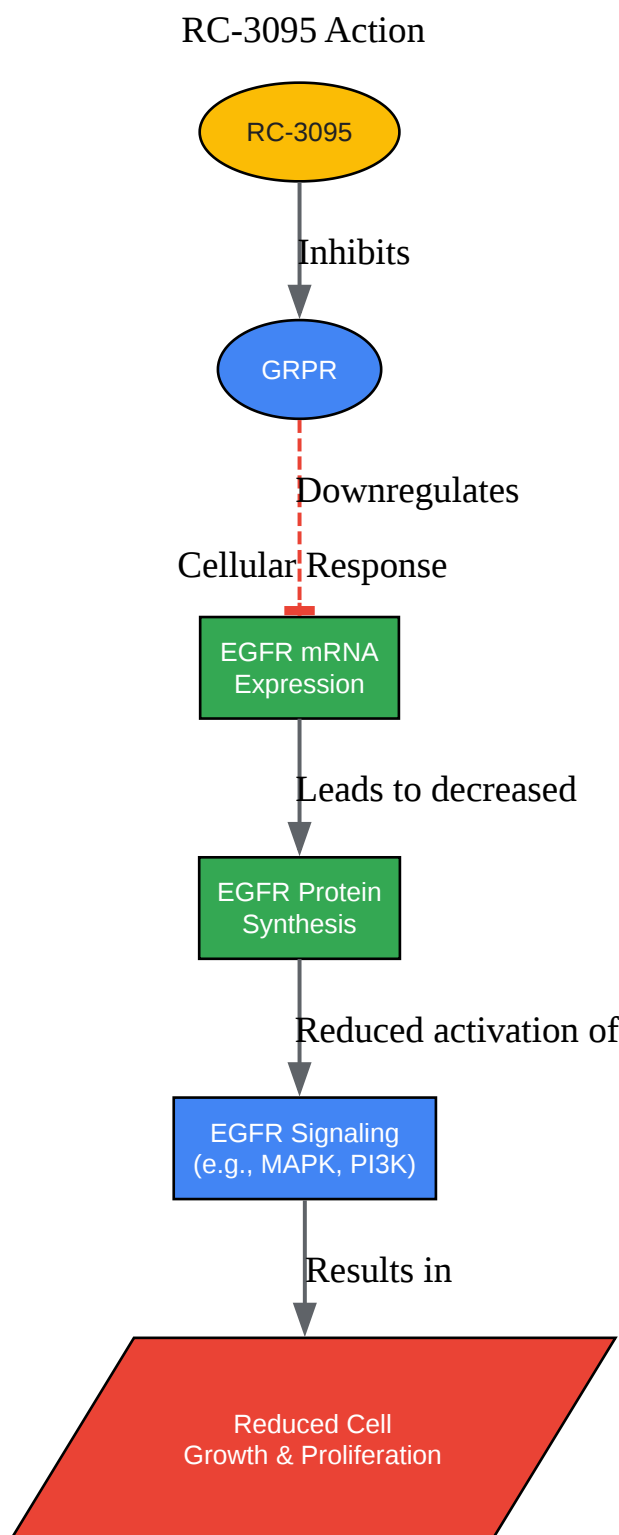 RC-3095 Action
RC-3095
Inhibits
GRPR
Downregulates
Cellular Response
EGFR mRNA
Expression
Leads to decreased
EGFR Protein
Synthesis
Reduced activation of
EGFR Signaling
(e.g., MAPK, PI3K)
Results in
Reduced Cell
Growth & Proliferation